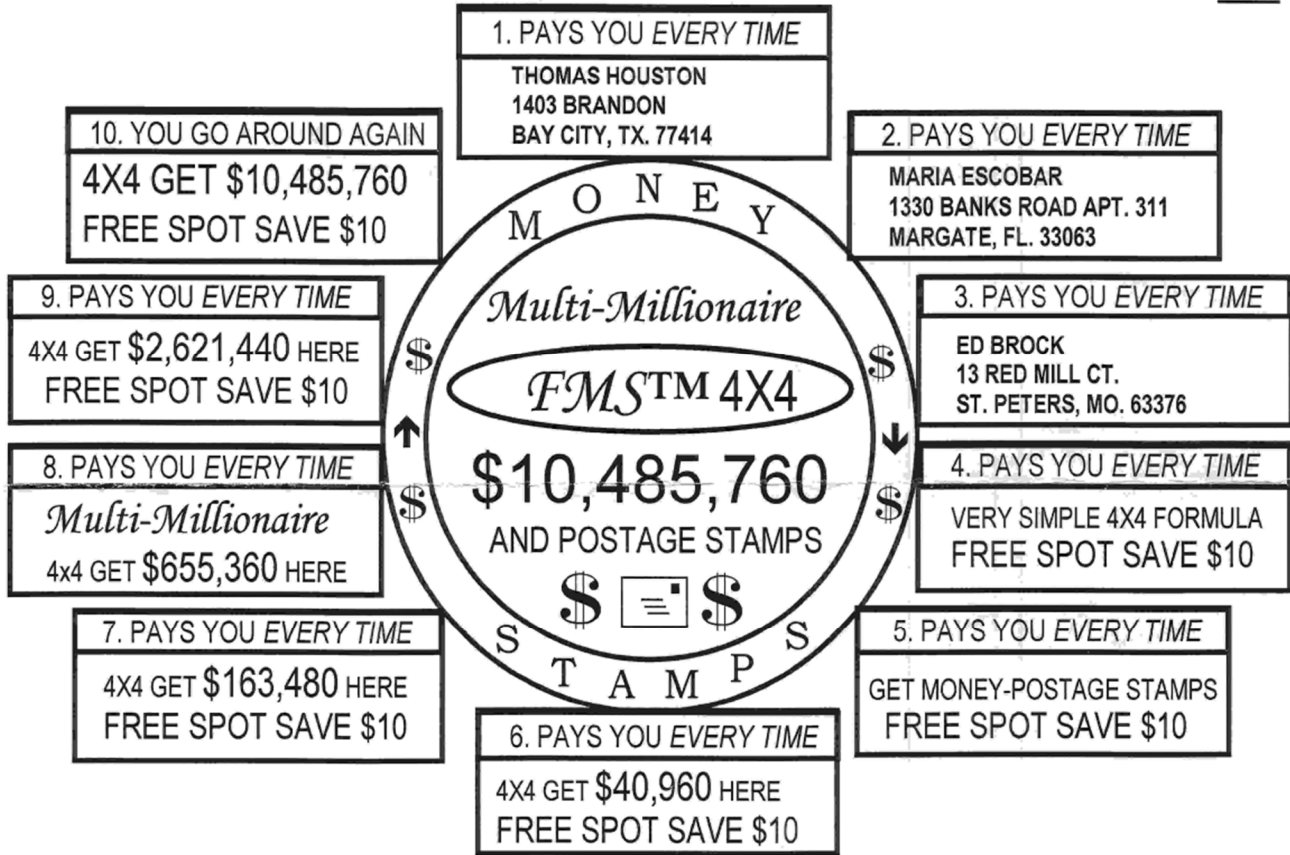 1. PAYS YOU EVERY TIME
THOMAS HOUSTON
1403 BRANDON
BAY CITY, TX. 77414
2. PAYS YOU EVERY TIME
MARIA ESCOBAR
1330 BANKS ROAD APT. 311
MARGATE, FL. 33063
3. PAYS YOU EVERY TIME
ED BROCK
13 RED MILL CT.
ST. PETERS, MO. 63376
4. PAYS YOU EVERY TIME
VERY SIMPLE 4X4 FORMULA
FREE SPOT SAVE $10
5. PAYS YOU EVERY TIME
GET MONEY-POSTAGE STAMPS
FREE SPOT SAVE $10
6. PAYS YOU EVERY TIME
4X4 GET $40,960 HERE
FREE SPOT SAVE $10
7. PAYS YOU EVERY TIME
4X4 GET $163,480 HERE
FREE SPOT SAVE $10
8. PAYS YOU EVERY TIME
Multi-Millionaire
4x4 GET $655,360 HERE
9. PAYS YOU EVERY TIME
4X4 GET $2,621,440 HERE
FREE SPOT SAVE $10
10. YOU GO AROUND AGAIN
4X4 GET $10,485,760
FREE SPOT SAVE $10
MONEY
$ $
Multi-Millionaire
FMS™ 4X4
$10,485,760
AND POSTAGE STAMPS
$ $
$ $
STAMPS